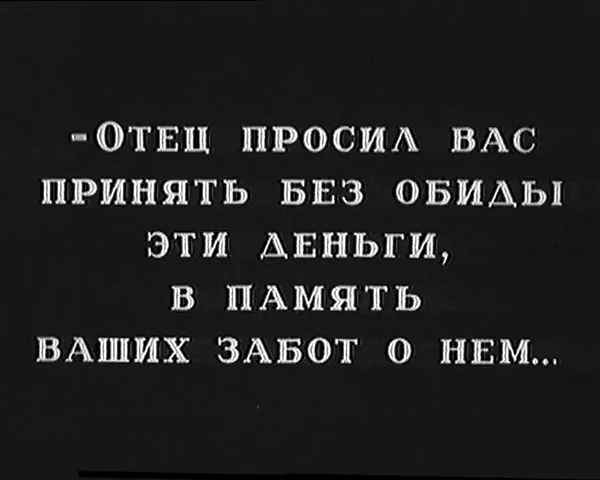 -Отец просил вас
принять без обиды
эти деньги,
в память
ваших забот о нем...